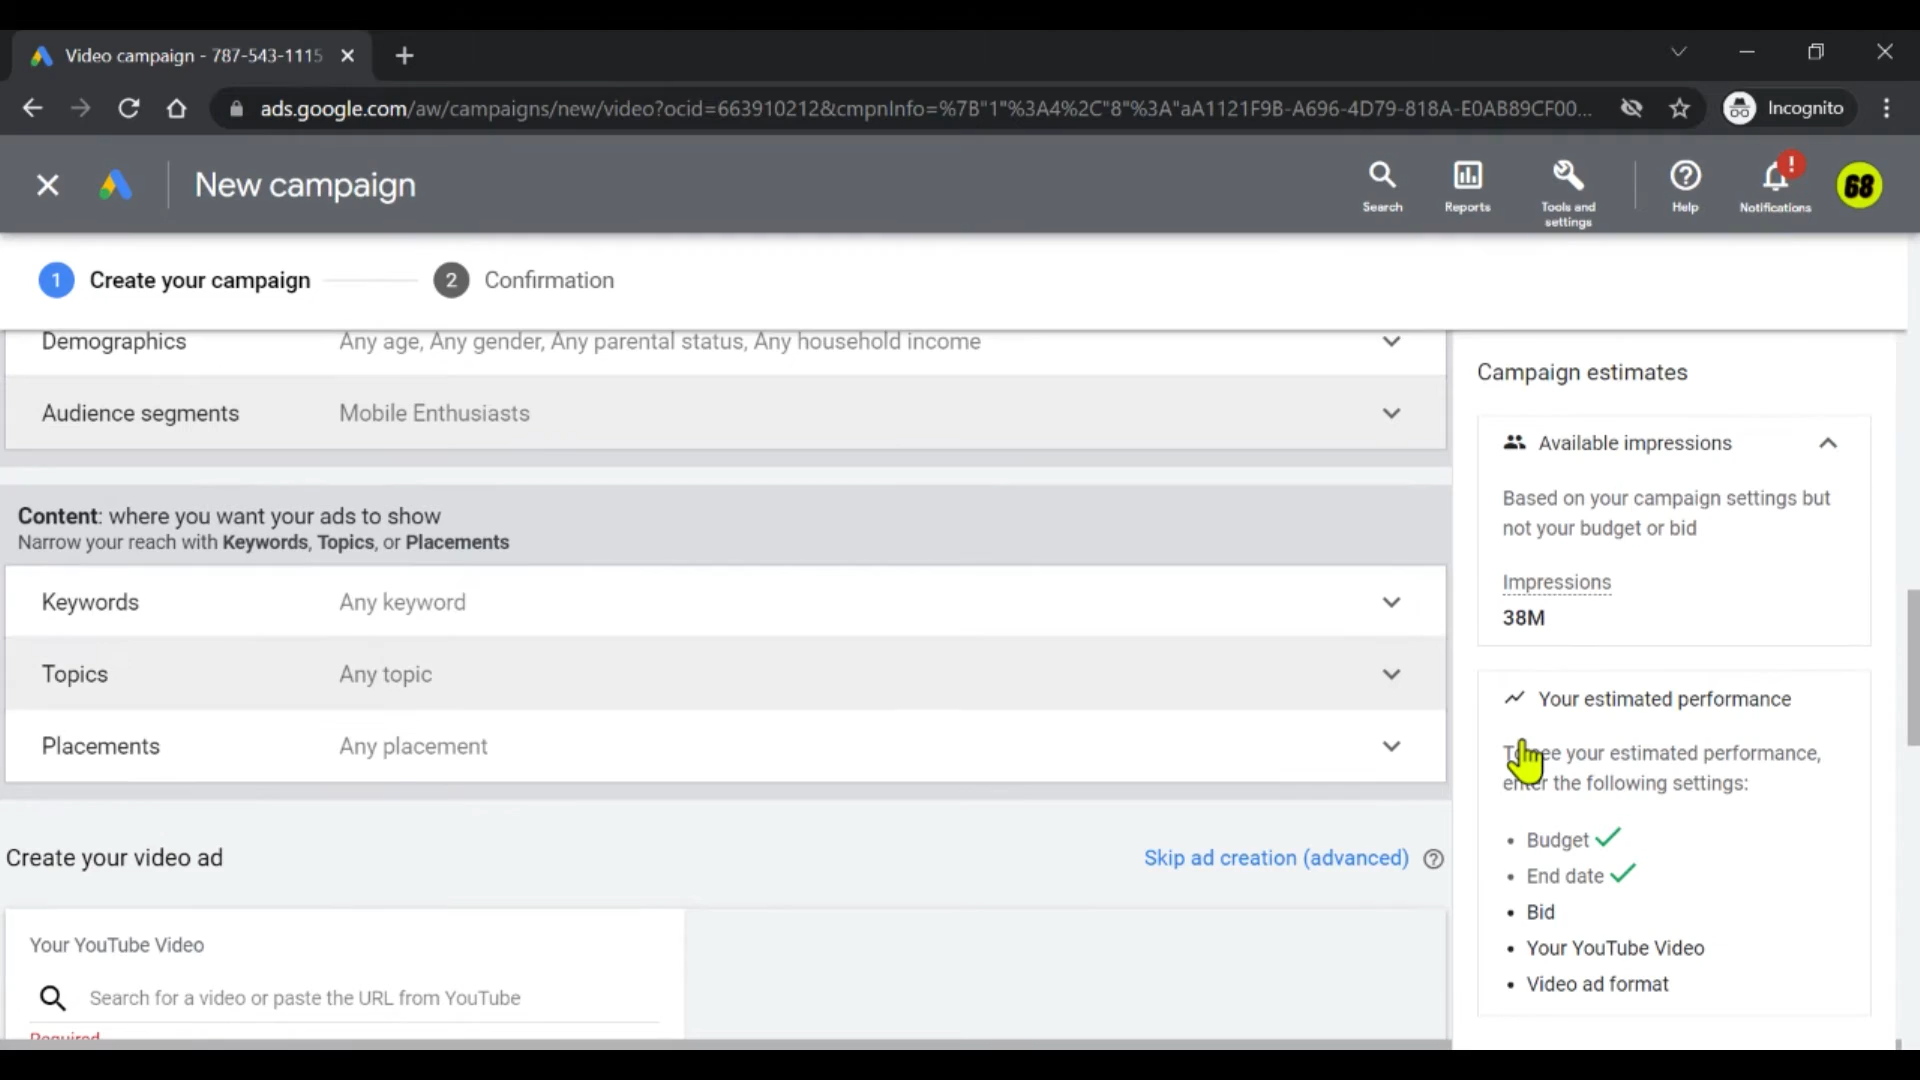 Video campaign - 787-543-1115
ads.google.com/aw/campaigns/new/video?ocid=663910212&cmpnInfo=%7B"1"%3A4%2C"8"%3A"aA1121F9B-A696-4D79-818A-E0AB89CF00...
Incognito
New campaign
Search
Reports
Tools and
settings
Help
Notifications
68
1 Create your campaign
2 Confirmation
Demographics Any age, Any gender, Any parental status, Any household income
Audience segments Mobile Enthusiasts
Content: where you want your ads to show
Narrow your reach with Keywords, Topics, or Placements
Keywords Any keyword
Topics Any topic
Placements Any placement
Create your video ad
Skip ad creation (advanced)
Your YouTube Video
Search for a video or paste the URL from YouTube
Required
Campaign estimates
Available impressions
Based on your campaign settings but
not your budget or bid
Impressions
38M
Your estimated performance
To see your estimated performance,
enter the following settings:
• Budget
• End date
• Bid
• Your YouTube Video
• Video ad format